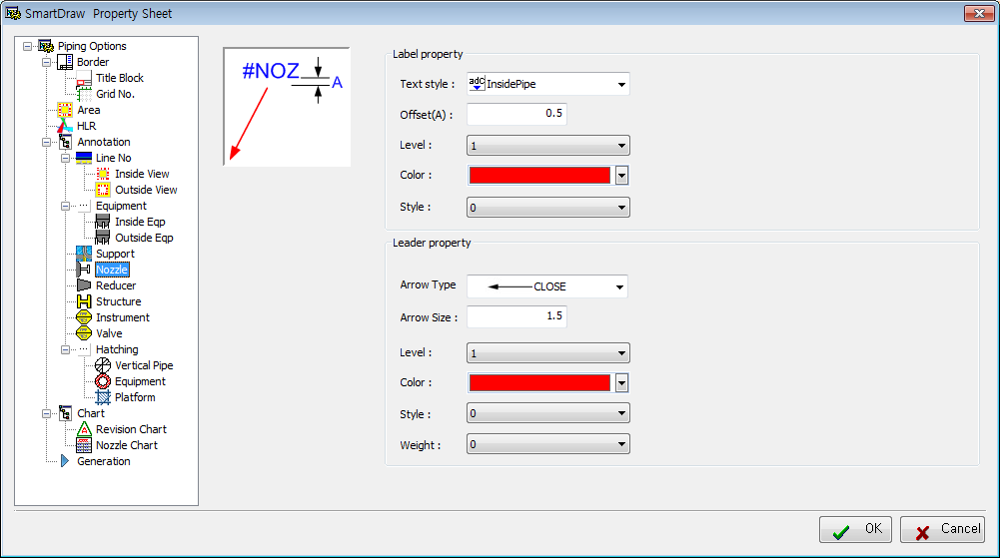 SmartDraw Property Sheet
Piping Options
Border
Title Block
Grid No.
Area
HLR
Annotation
Line No
Inside View
Outside View
Equipment
Inside Eqp
Outside Eqp
Support
Nozzle
Reducer
Structure
Instrument
Valve
Hatching
Vertical Pipe
Equipment
Platform
Chart
Revision Chart
Nozzle Chart
Generation
#NOZ
A
Label property
Text style : adc InsidePipe
Offset(A) : 0.5
Level : 1
Color :
Style : 0
Leader property
Arrow Type CLOSE
Arrow Size : 1.5
Level : 1
Color :
Style : 0
Weight : 0
OK Cancel